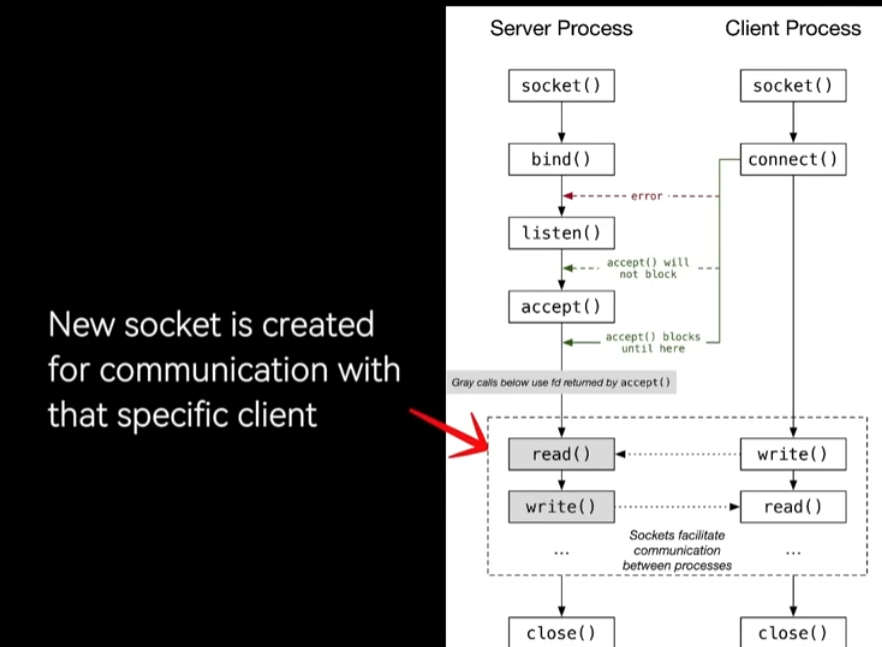 New socket is created
for communication with
that specific client
Server Process
Client Process
socket()
socket()
bind()
connect()
error
listen()
accept() will
not block
accept()
accept() blocks
until here
Gray calls below use fd returned by accept()
read()
write()
write()
read()
Sockets facilitate
communication
between processes
...
...
close()
close()